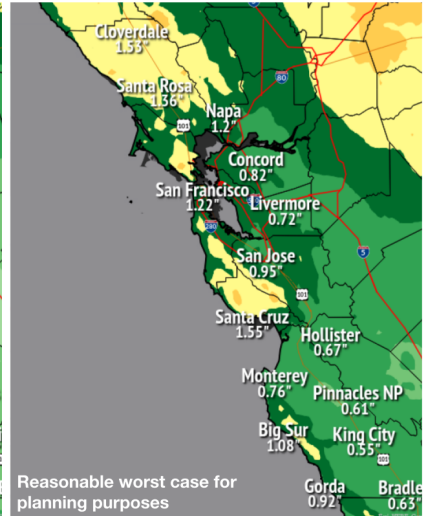 Cloverdale
1.53"
80
Santa Rosa
1.36"
Napa
1.2"
101
Concord
0.82"
San Francisco
1.22"
Livermore
0.72"
280
San Jose
0.95"
5
101
Santa Cruz
1.55"
Hollister
0.67"
Monterey
0.76"
Pinnacles NP
0.61"
Big Sur
1.08"
King City
0.55"
101
Reasonable worst case for
planning purposes
Gorda
0.92"
Bradle
0.63"